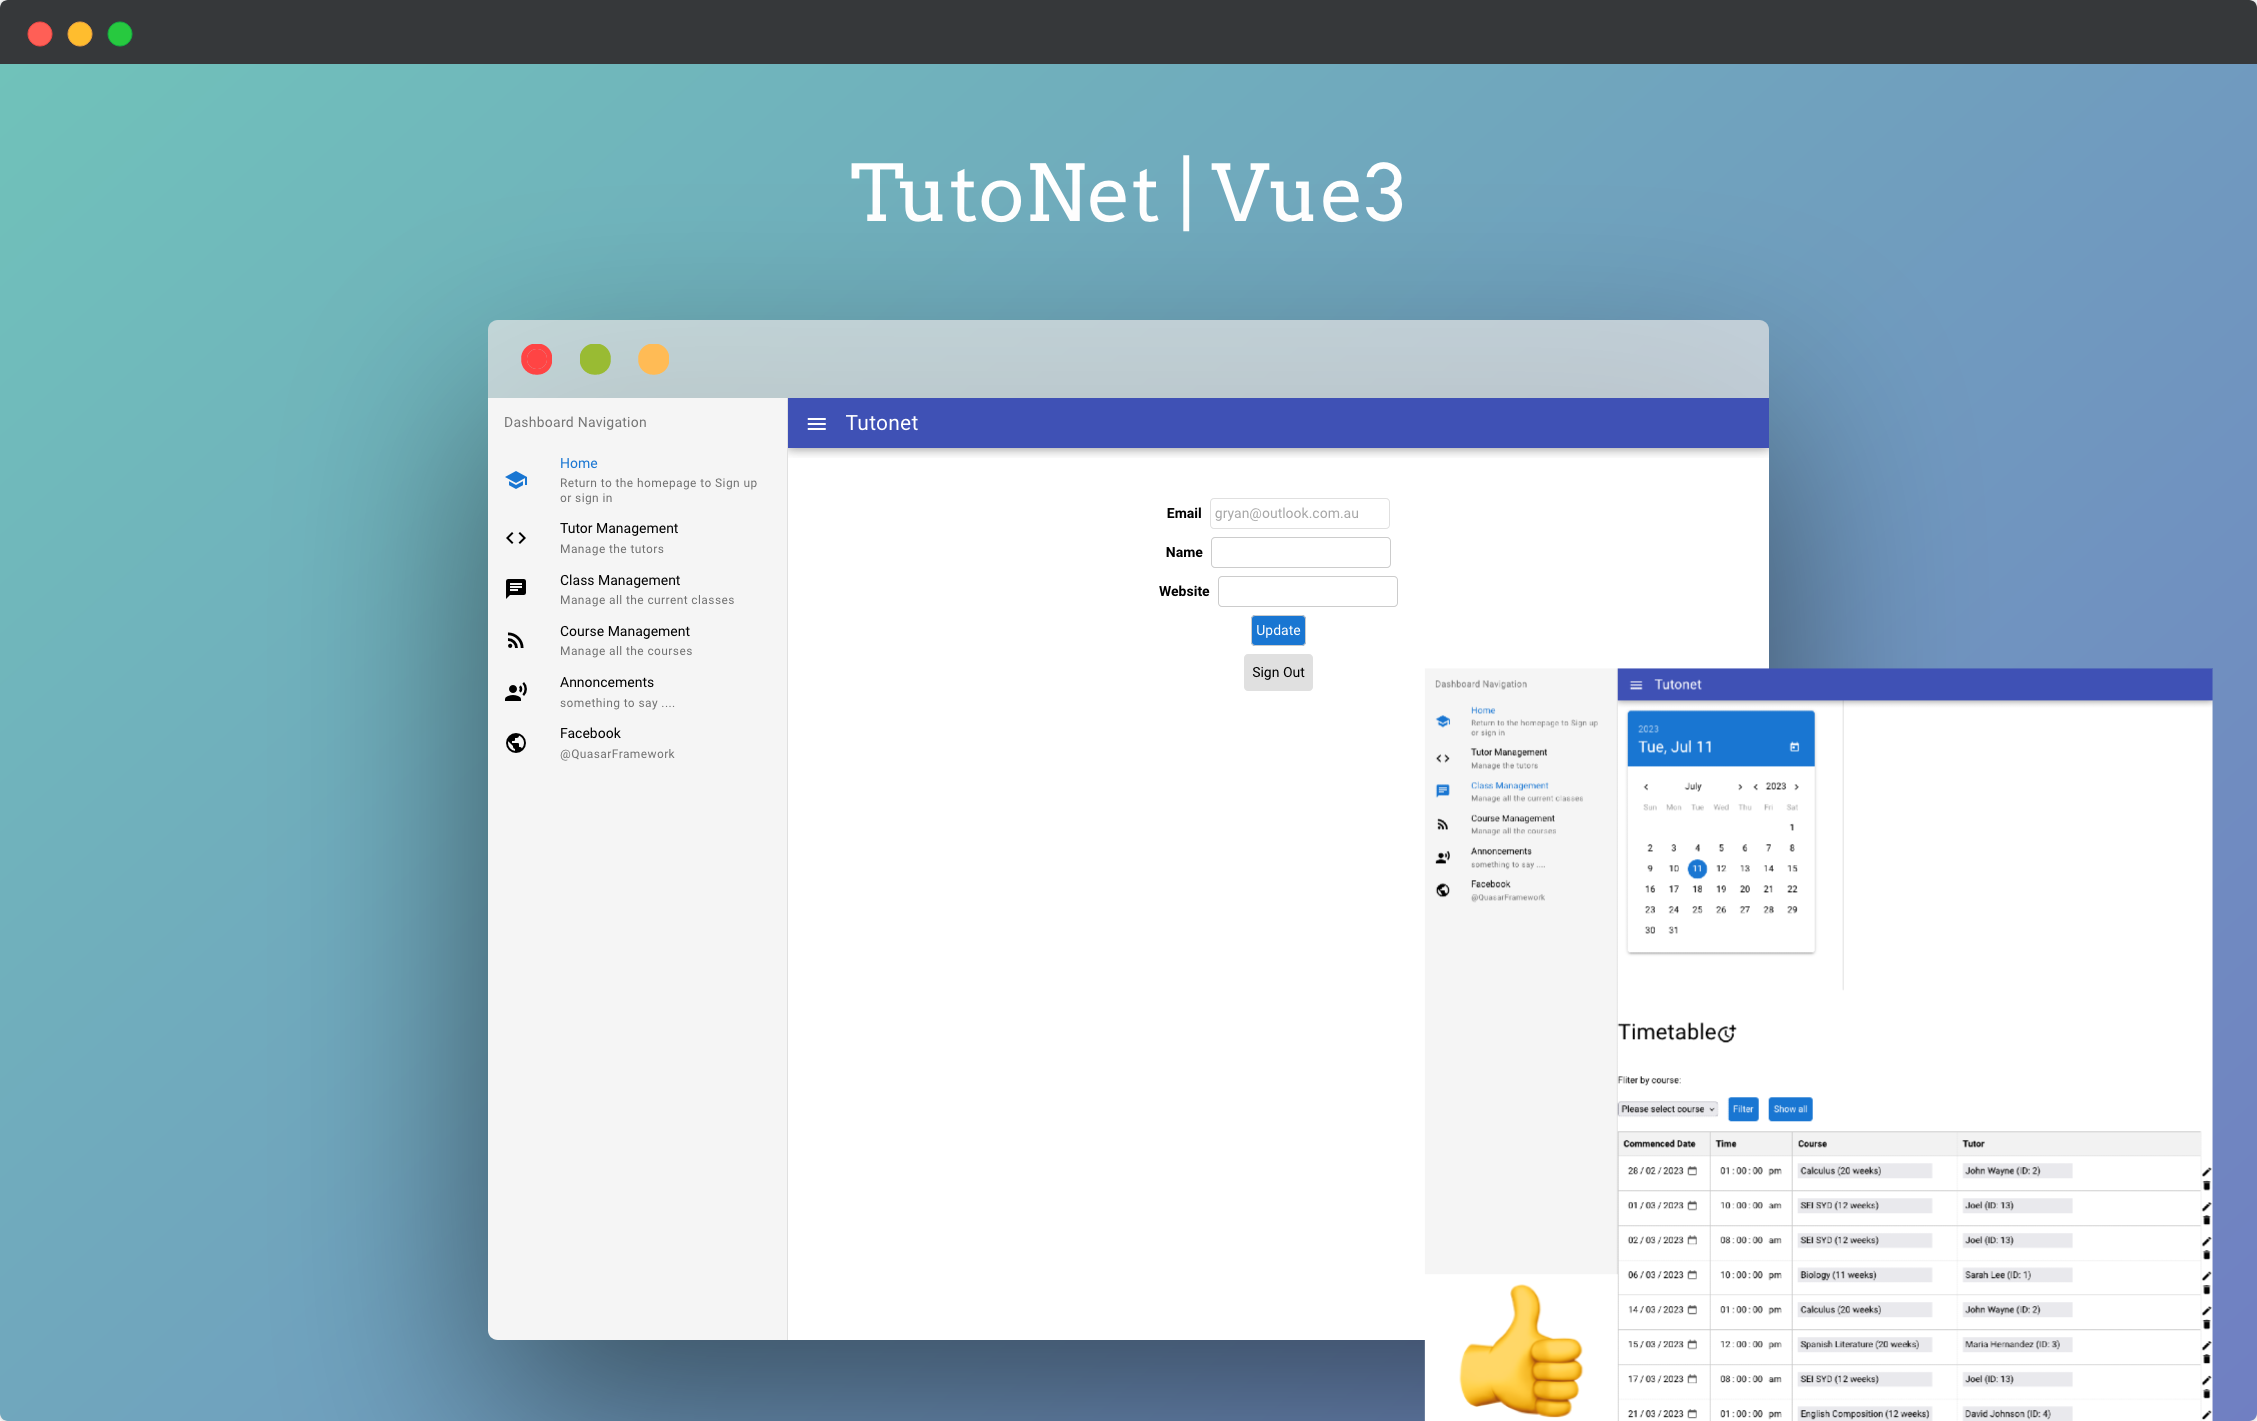 TutoNet | Vue3
Dashboard Navigation
Home
Return to the homepage to Sign up
or sign in
Tutor Management
Manage the tutors
Class Management
Manage all the current classes
Course Management
Manage all the courses
Annoncements
something to say ....
Facebook
@QuasarFramework
Tutonet
Email gryan@outlook.com.au
Name
Website
Update
Sign Out
Dashboard Navigation
Home
Return to the homepage to Sign up
or sign in
Tutor Management
Manage the tutors
Class Management
Manage all the current classes
Course Management
Manage all the courses
Annoncements
something to say ....
Facebook
@QuasarFramework
Tutonet
2023
Tue, Jul 11
July 2023
Sun Mon Tue Wed Thu Fri Sat
1
2 3 4 5 6 7 8
9 10 11 12 13 14 15
16 17 18 19 20 21 22
23 24 25 26 27 28 29
30 31
Timetable
Filter by course:
Please select course Filter Show all
Commenced Date Time Course Tutor
28/02/2023 01:00:00 pm Calculus (20 weeks) John Wayne (ID: 2)
01/03/2023 10:00:00 am SEI SYD (12 weeks) Joel (ID: 13)
02/03/2023 08:00:00 am SEI SYD (12 weeks) Joel (ID: 13)
06/03/2023 10:00:00 pm Biology (11 weeks) Sarah Lee (ID: 1)
14/03/2023 01:00:00 pm Calculus (20 weeks) John Wayne (ID: 2)
15/03/2023 12:00:00 pm Spanish Literature (20 weeks) Maria Hernandez (ID: 3)
17/03/2023 08:00:00 am SEI SYD (12 weeks) Joel (ID: 13)
21/03/2023 01:00:00 pm English Composition (12 weeks) David Johnson (ID: 4)